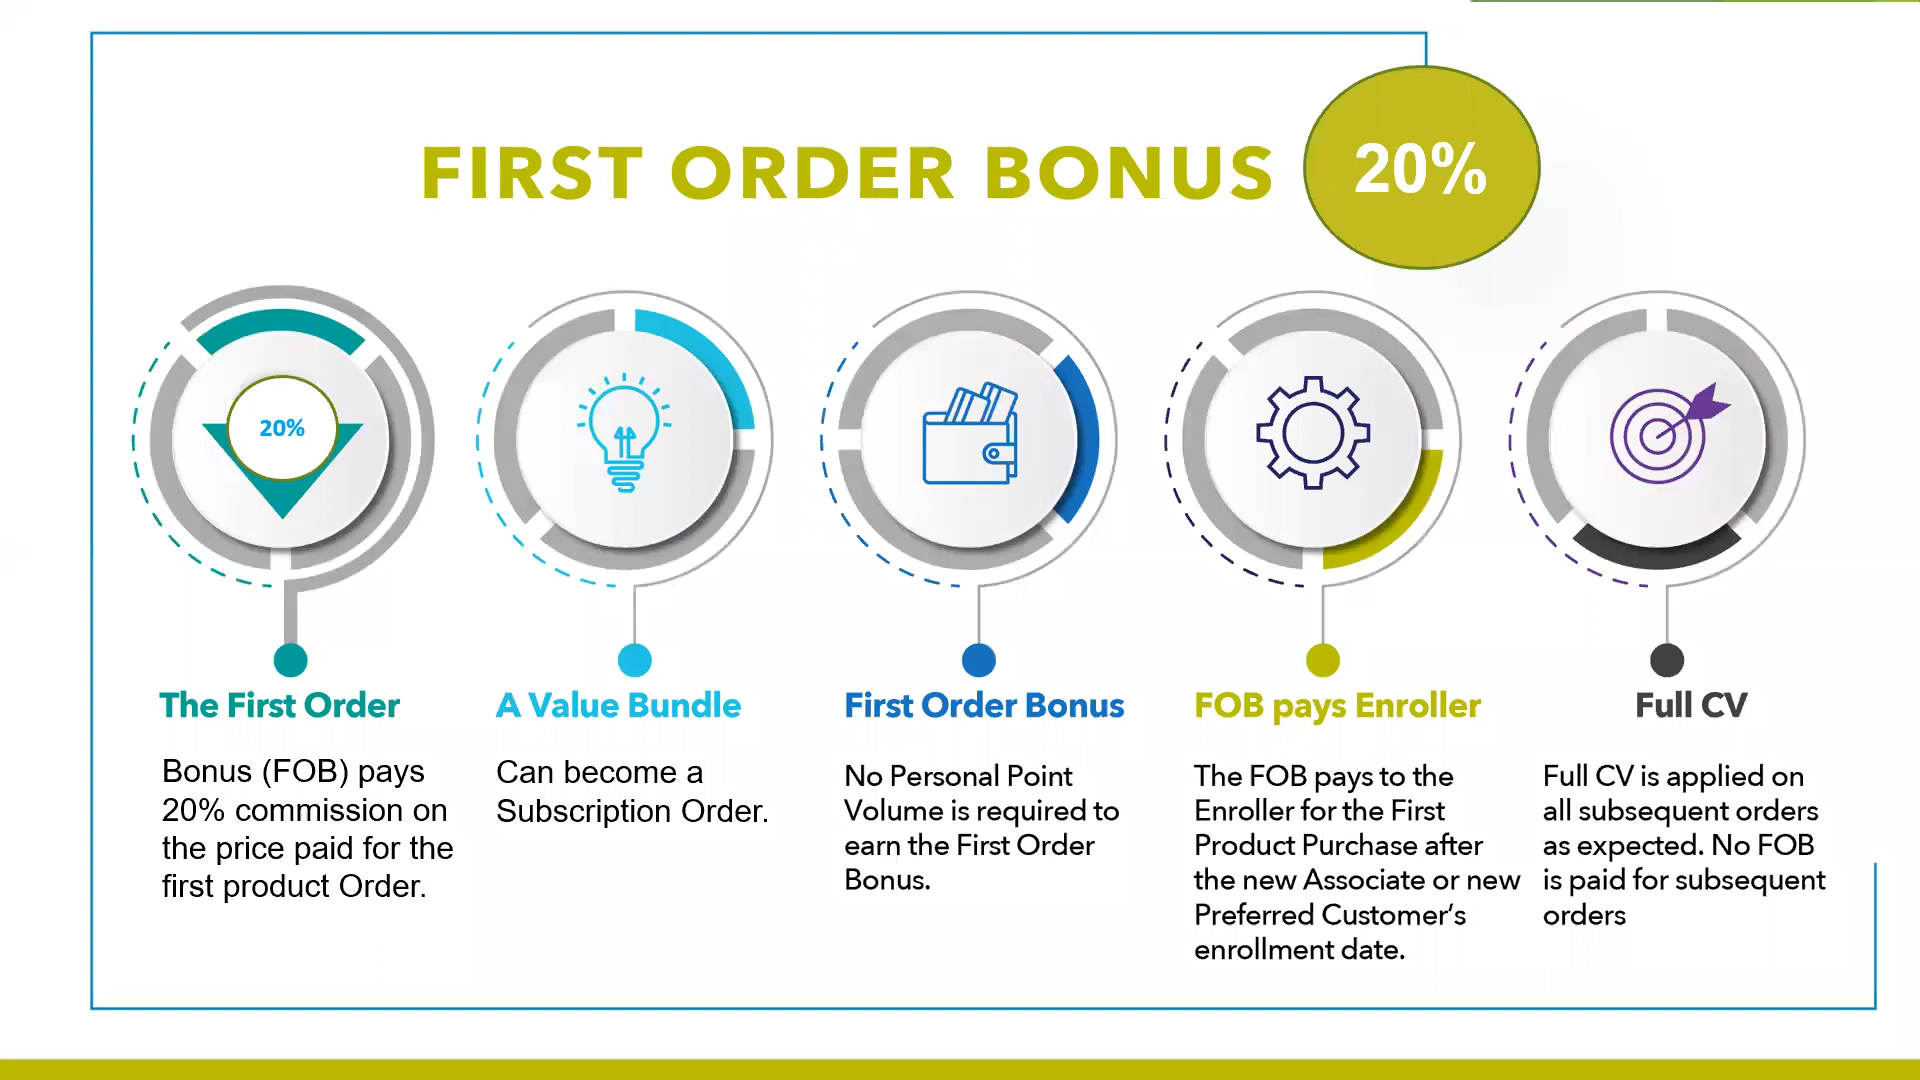 FIRST ORDER BONUS
20%
20%
The First Order
Bonus (FOB) pays
20% commission on
the price paid for the
first product Order.
A Value Bundle
Can become a
Subscription Order.
First Order Bonus
No Personal Point
Volume is required to
earn the First Order
Bonus.
FOB pays Enroller
The FOB pays to the
Enroller for the First
Product Purchase after
the new Associate or new
Preferred Customer’s
enrollment date.
Full CV
Full CV is applied on
all subsequent orders
as expected. No FOB
is paid for subsequent
orders